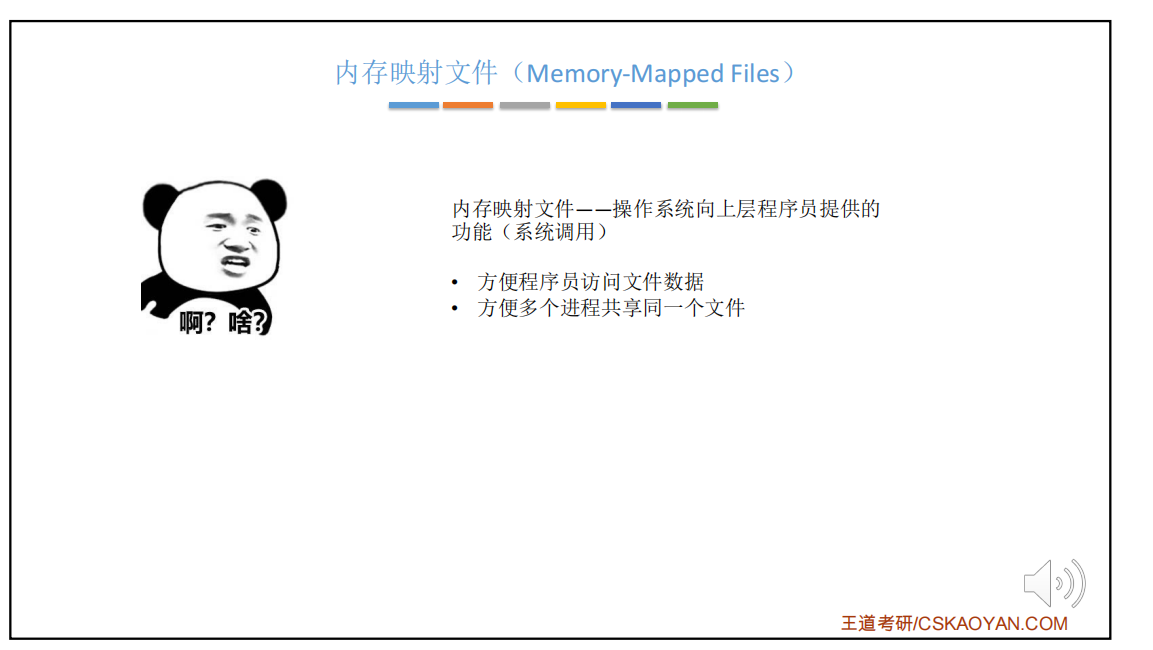 内存映射文件（Memory-Mapped Files）
内存映射文件——操作系统向上层程序员提供的
功能（系统调用）
• 方便程序员访问文件数据
• 方便多个进程共享同一个文件
啊？啥？
王道考研/CSKAOYAN.COM